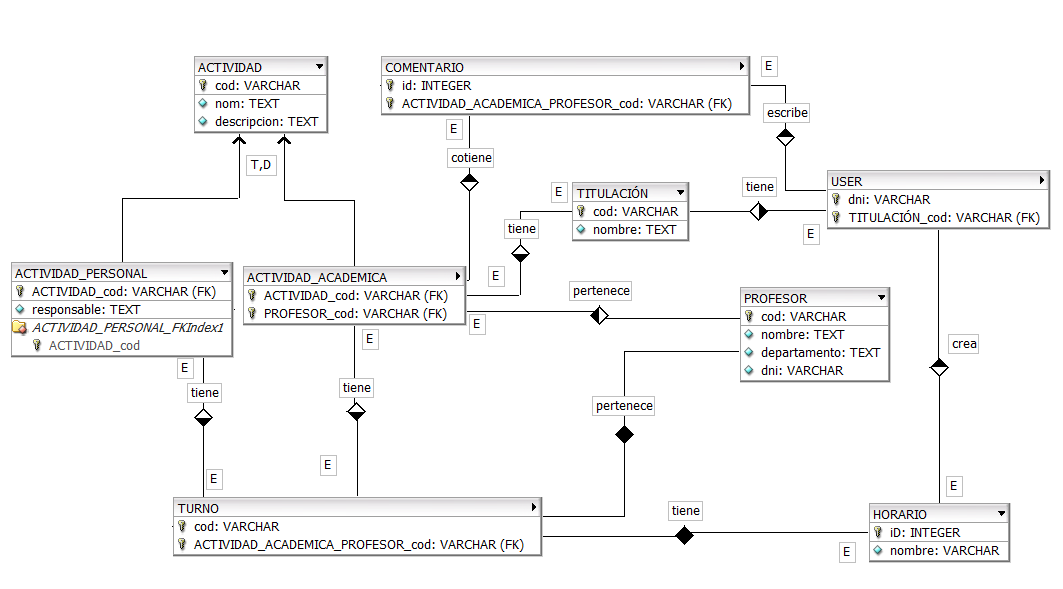 ACTIVIDAD
cod: VARCHAR
nom: TEXT
descripcion: TEXT
COMENTARIO
id: INTEGER
ACTIVIDAD_ACADEMICA_PROFESOR_cod: VARCHAR (FK)
E
escribe
E
cotiene
T,D
E
TITULACIÓN
cod: VARCHAR
nombre: TEXT
tiene
USER
dni: VARCHAR
TITULACIÓN_cod: VARCHAR (FK)
E
tiene
E
ACTIVIDAD_PERSONAL
ACTIVIDAD_cod: VARCHAR (FK)
responsable: TEXT
ACTIVIDAD_PERSONAL_FKIndex1
ACTIVIDAD_cod
ACTIVIDAD_ACADEMICA
ACTIVIDAD_cod: VARCHAR (FK)
PROFESOR_cod: VARCHAR (FK)
E
pertenece
PROFESOR
cod: VARCHAR
nombre: TEXT
departamento: TEXT
dni: VARCHAR
crea
E
tiene
E
tiene
pertenece
E
E
E
TURNO
cod: VARCHAR
ACTIVIDAD_ACADEMICA_PROFESOR_cod: VARCHAR (FK)
tiene
E
HORARIO
iD: INTEGER
nombre: VARCHAR